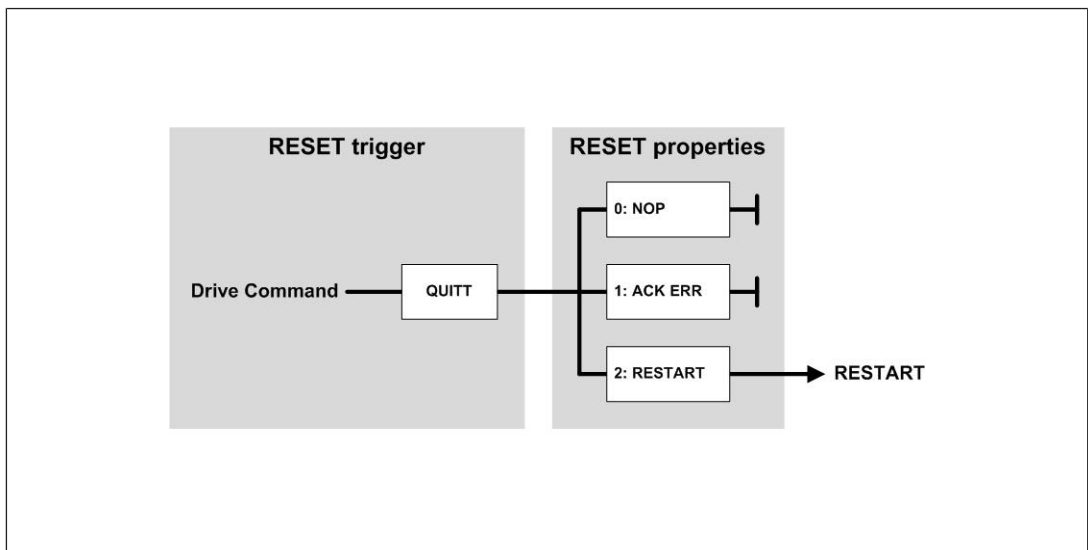 RESET trigger
RESET properties
0: NOP
Drive Command
QUITT
1: ACK ERR
2: RESTART
RESTART